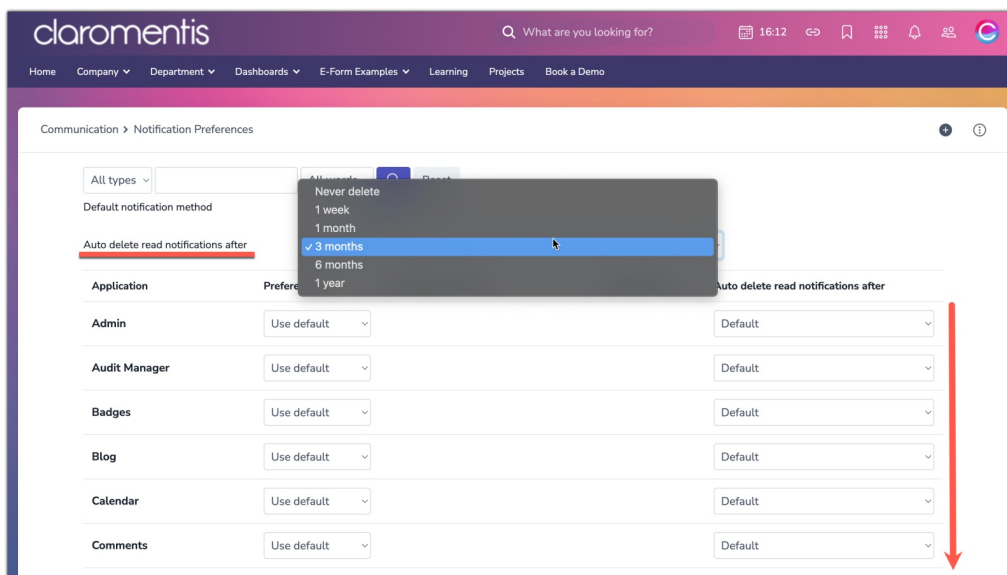 claromentis
What are you looking for?
16:12
Home Company Department Dashboards E-Form Examples Learning Projects Book a Demo
Communication > Notification Preferences
All types
Default notification method
Never delete
1 week
1 month
Auto delete read notifications after
✓ 3 months
6 months
1 year
Application
Auto delete read notifications after
Admin Use default Default
Audit Manager Use default Default
Badges Use default Default
Blog Use default Default
Calendar Use default Default
Comments Use default Default